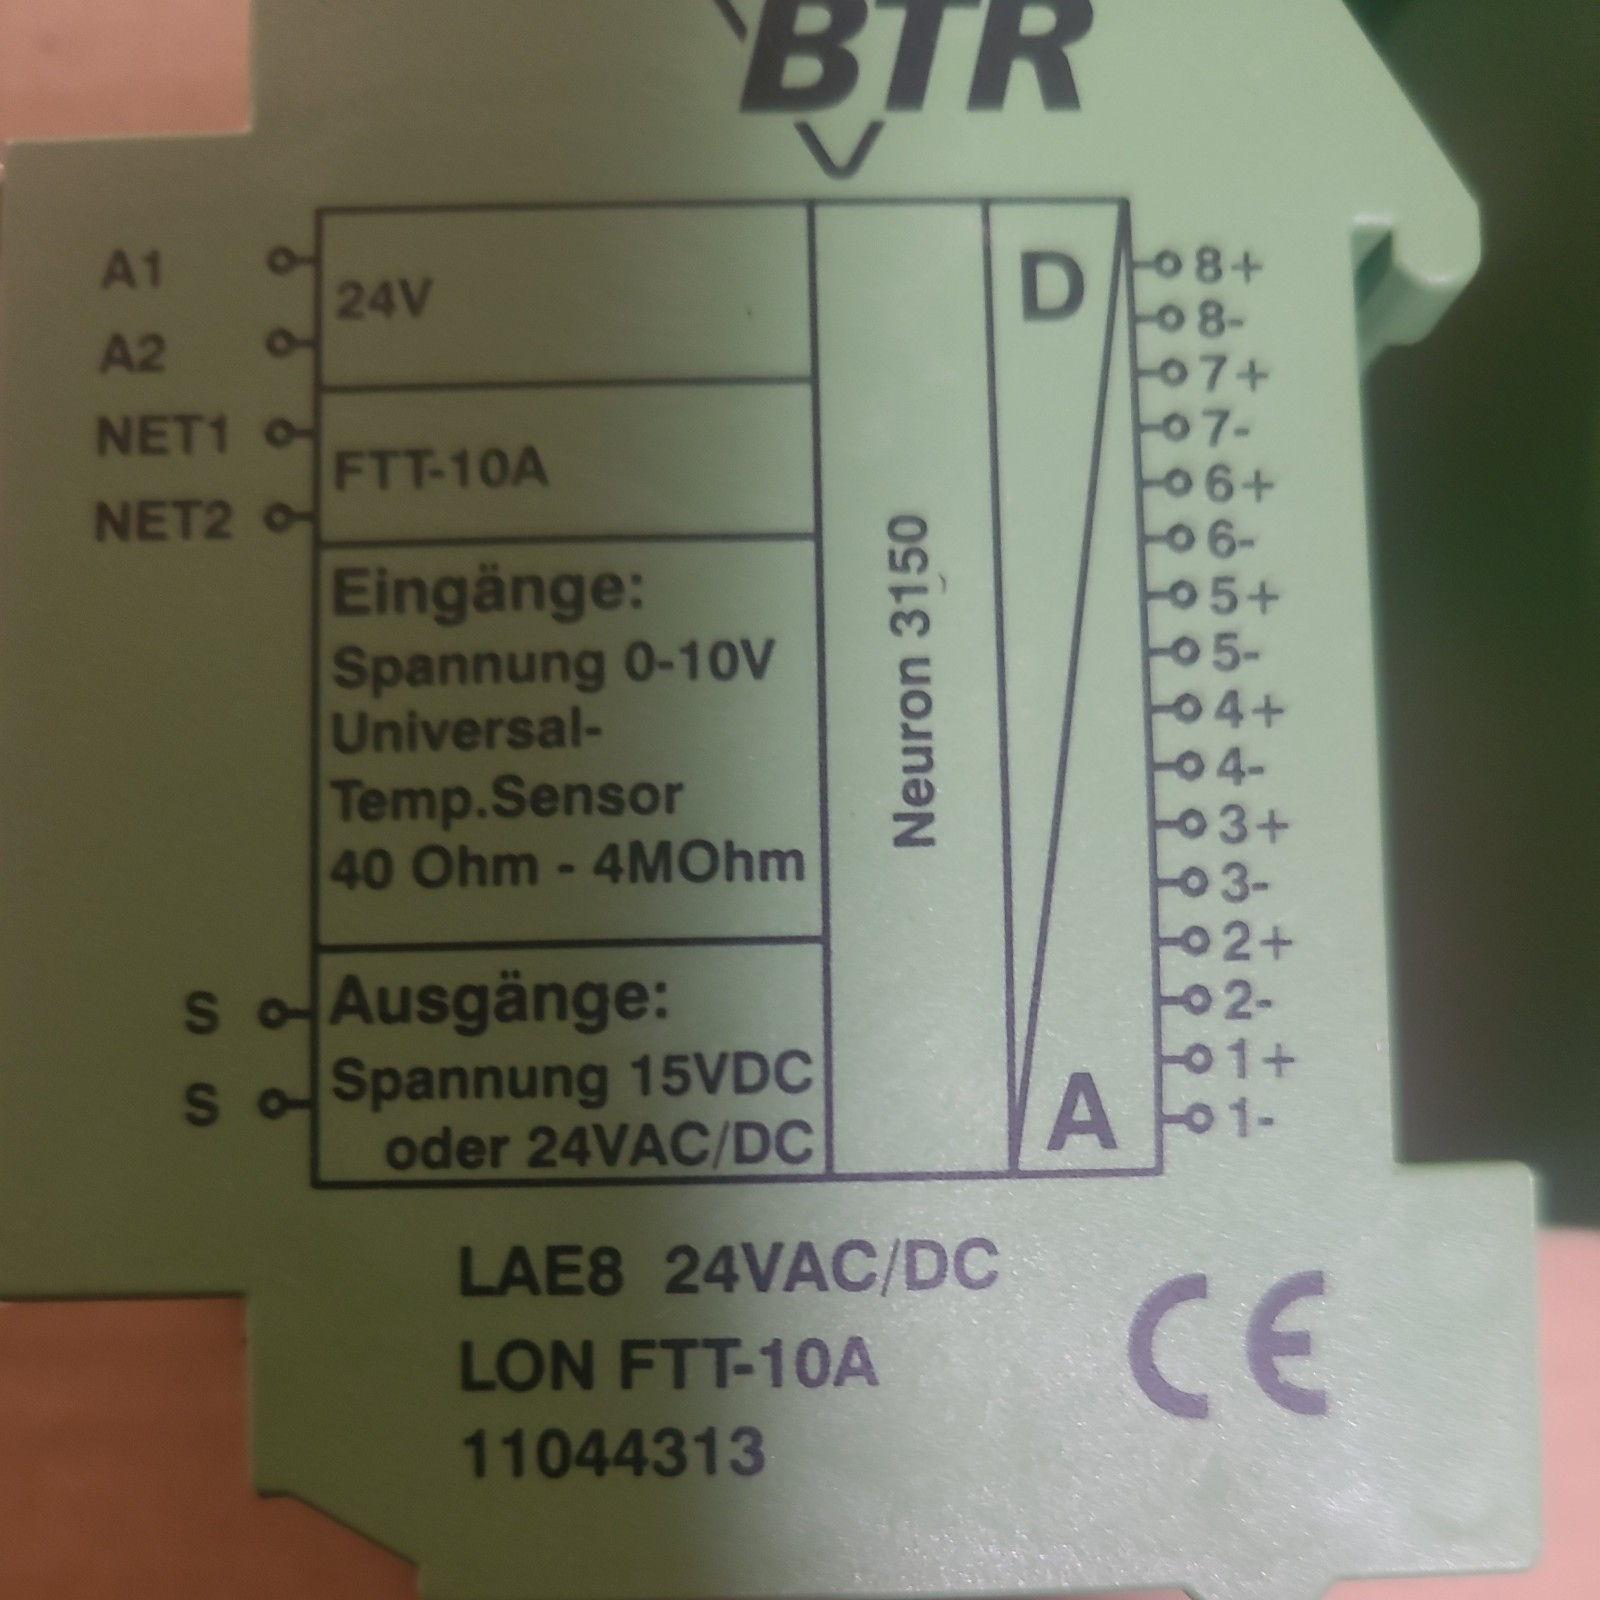 BTR
A1
24V
A2
NET1
FTT-10A
NET2
Eingänge:
Spannung 0-10V
Universal-
Temp.Sensor
40 Ohm - 4MOhm
S
Ausgänge:
Spannung 15VDC
S
oder 24VAC/DC
Neuron 3150
D
A
8+
8-
7+
7-
6+
6-
5+
5-
4+
4-
3+
3-
2+
2-
1+
1-
LAE8 24VAC/DC
LON FTT-10A
11044313
CE